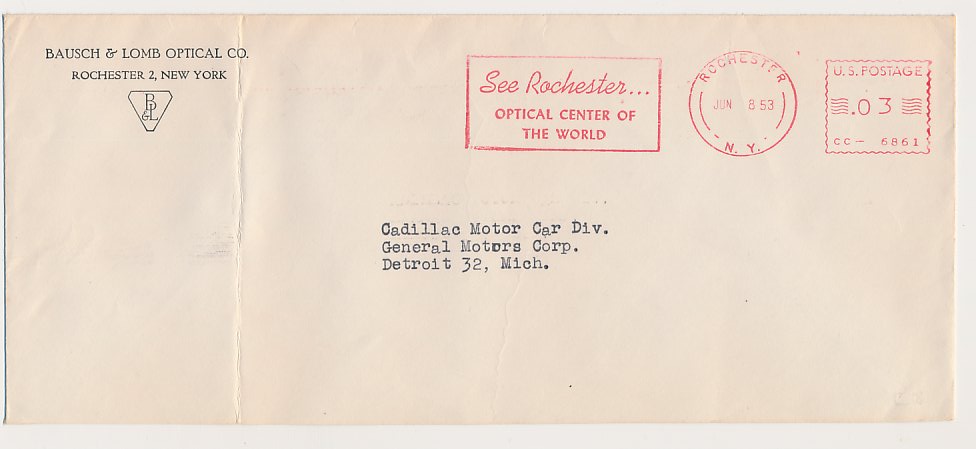 BAUSCH & LOMB OPTICAL CO.
ROCHESTER 2, NEW YORK
B&L
See Rochester...
OPTICAL CENTER OF
THE WORLD
ROCHESTER
JUN 8 53
N. Y.
U.S. POSTAGE
.03
CC- 6861
Cadillac Motor Car Div.
General Motors Corp.
Detroit 32, Mich.